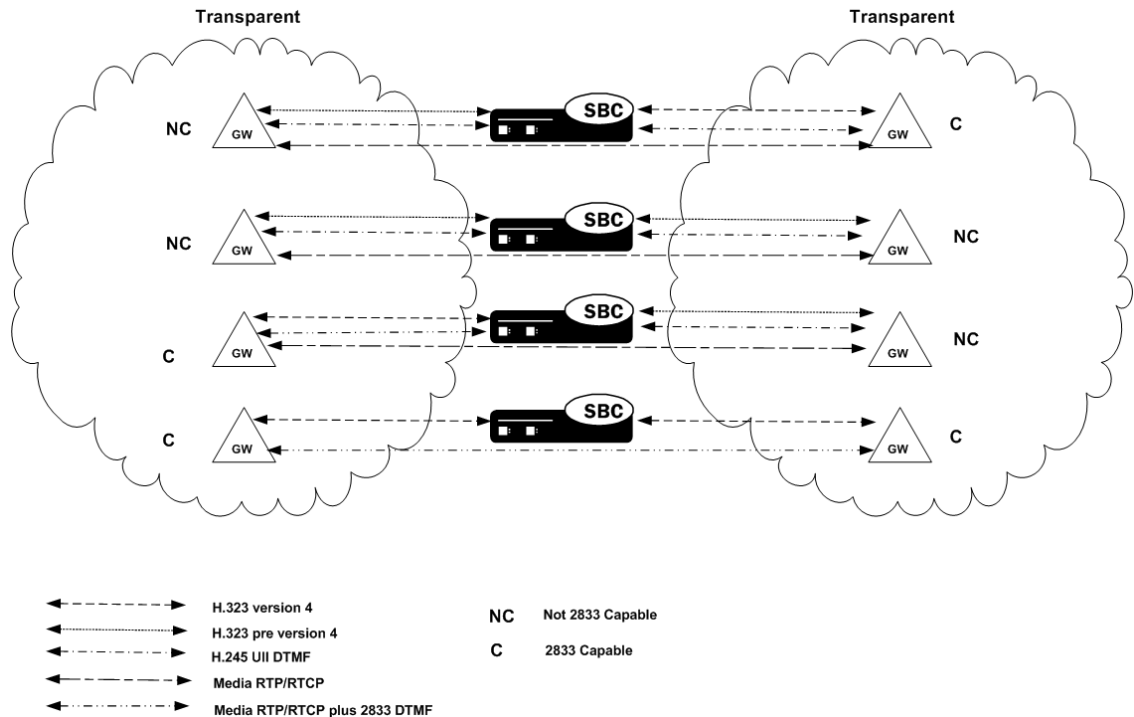 Transparent
Transparent
SBC
NC
GW
GW
C
SBC
NC
GW
GW
NC
SBC
C
GW
GW
NC
SBC
C
GW
GW
C
H.323 version 4
H.323 pre version 4
H.245 UII DTMF
Media RTP/RTCP
Media RTP/RTCP plus 2833 DTMF
NC Not 2833 Capable
C 2833 Capable